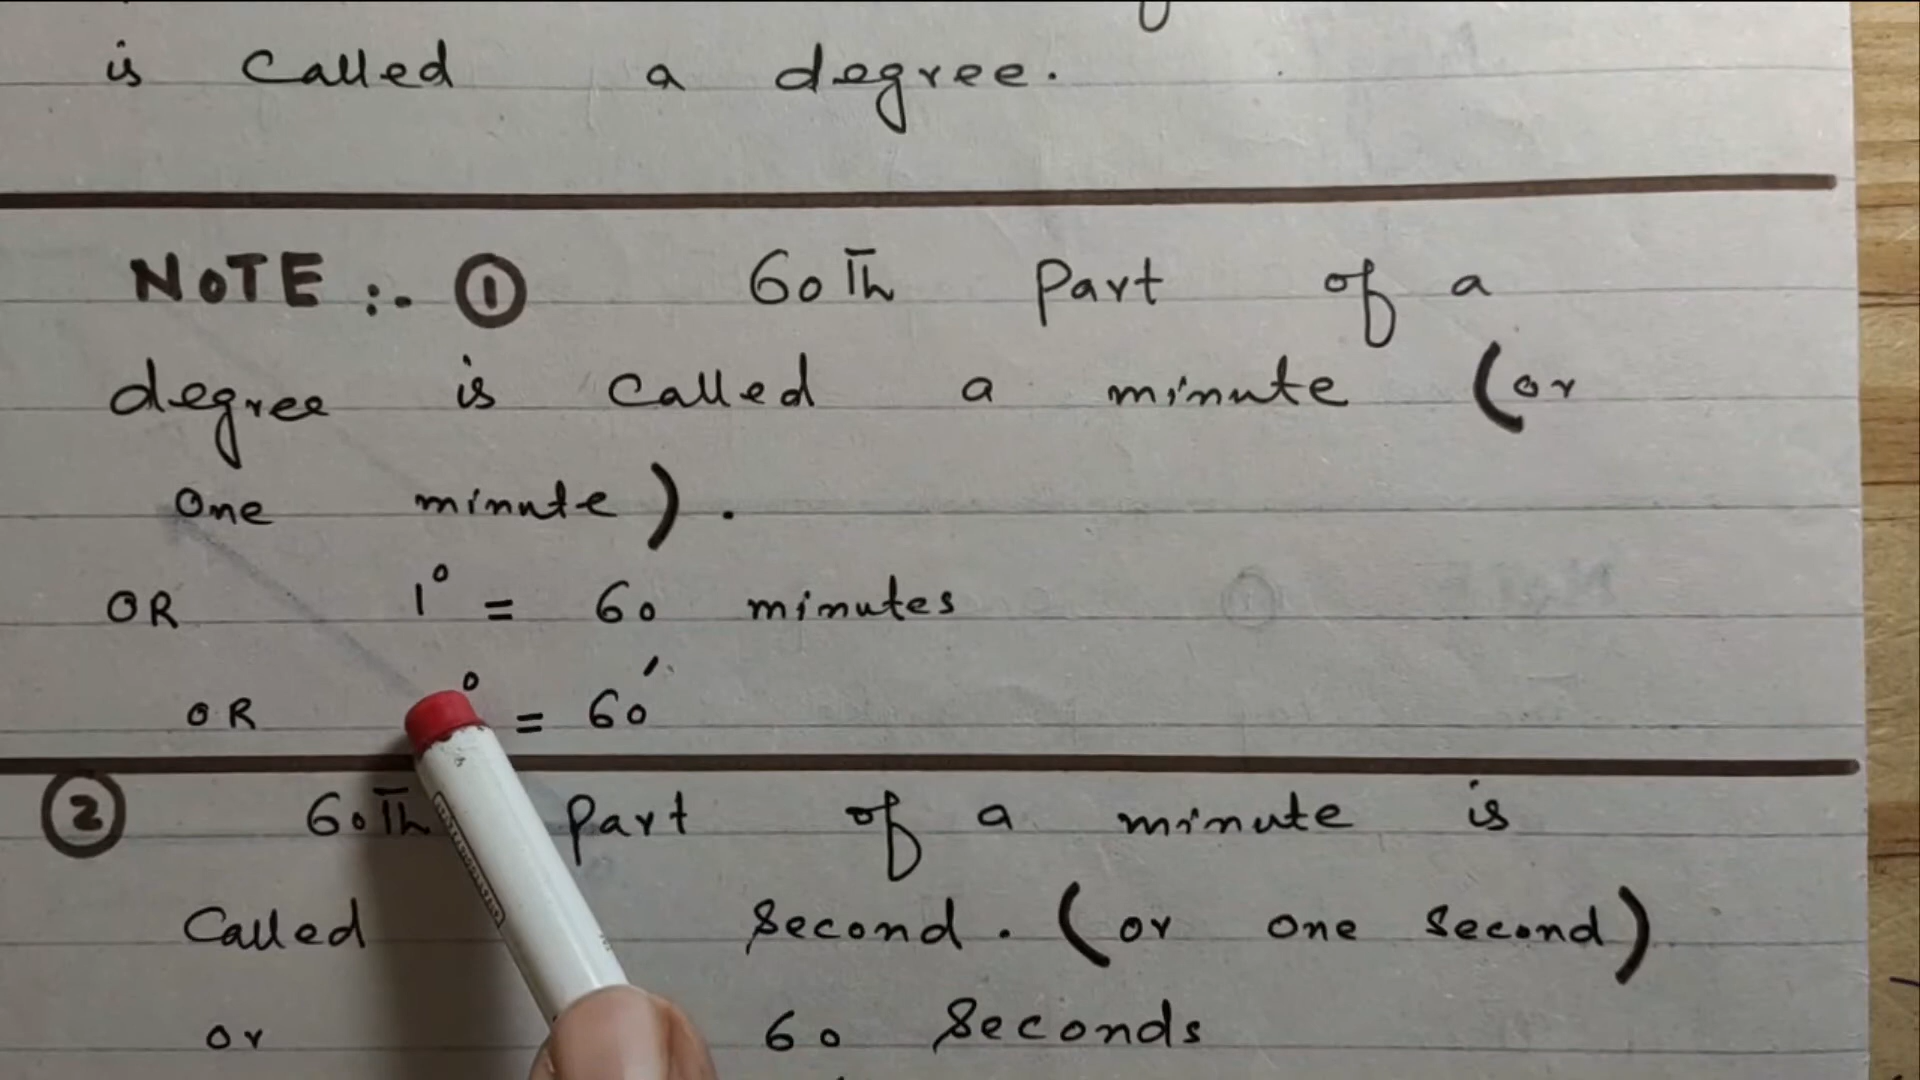 is called a degree.
NOTE :- ① 60Th Part of a
degree is called a minute (or
One minute).
OR 1° = 60 minutes
OR ° = 60′
② 60Th Part of a minute is
Called Second. (or one Second)
or 60 Seconds